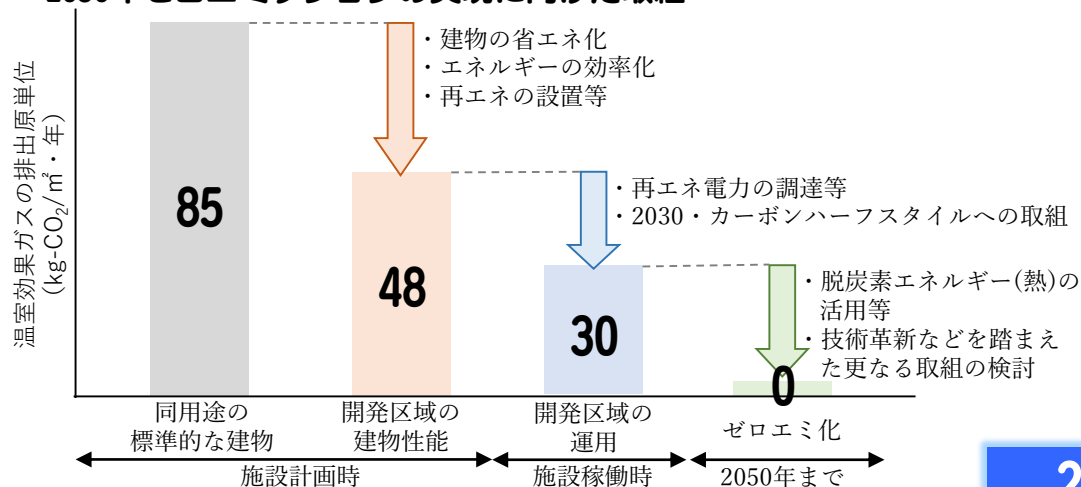 ・建物の省エネ化
・エネルギーの効率化
・再エネの設置等
・再エネ電力の調達等
・2030・カーボンハーフスタイルへの取組
・脱炭素エネルギー(熱)の
活用等
・技術革新などを踏まえ
た更なる取組の検討
温室効果ガスの排出原単位
(kg-CO₂/㎡・年)
85
48
30
0
同用途の
標準的な建物
開発区域の
建物性能
開発区域の
運用
ゼロエミ化
施設計画時
施設稼働時
2050年まで
2